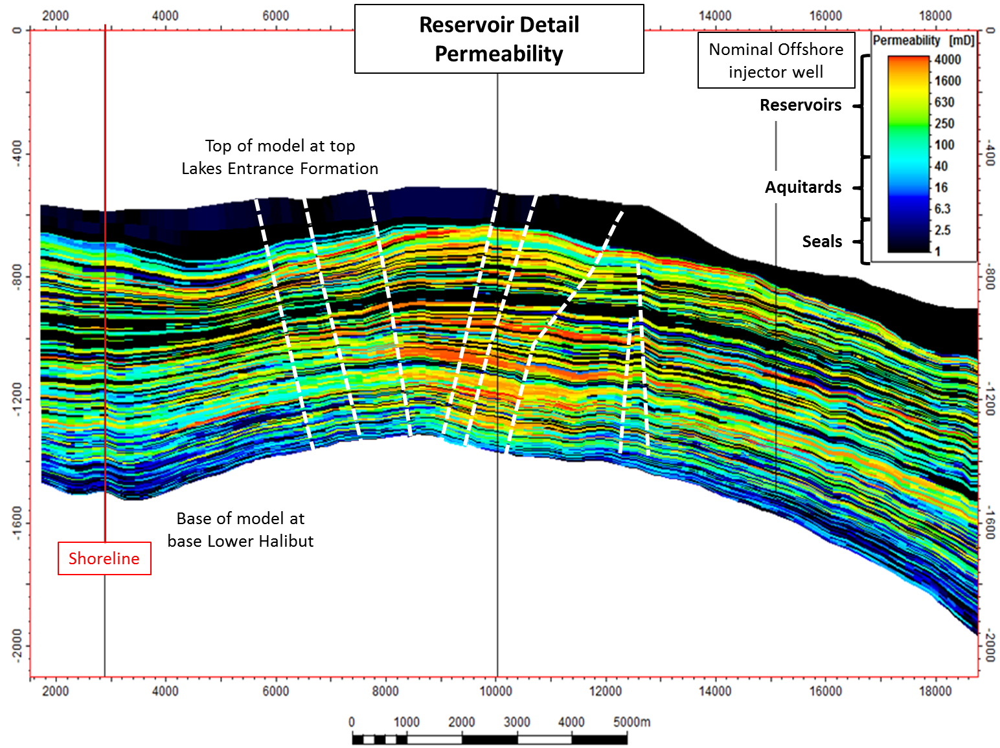 2000 4000 6000 14000 16000 18000
Reservoir Detail
Permeability
0 0
Nominal Offshore
injector well
Permeability [mD]
4000
1600
630
250
100
40
16
6.3
2.5
1
Reservoirs
Aquitards
Seals
Top of model at top
Lakes Entrance Formation
-400 -400
-800 -800
-1200 -1200
-1600 -1600
-2000 -2000
Base of model at
base Lower Halibut
Shoreline
2000 4000 6000 8000 10000 12000 14000 16000 18000
0 1000 2000 3000 4000 5000m